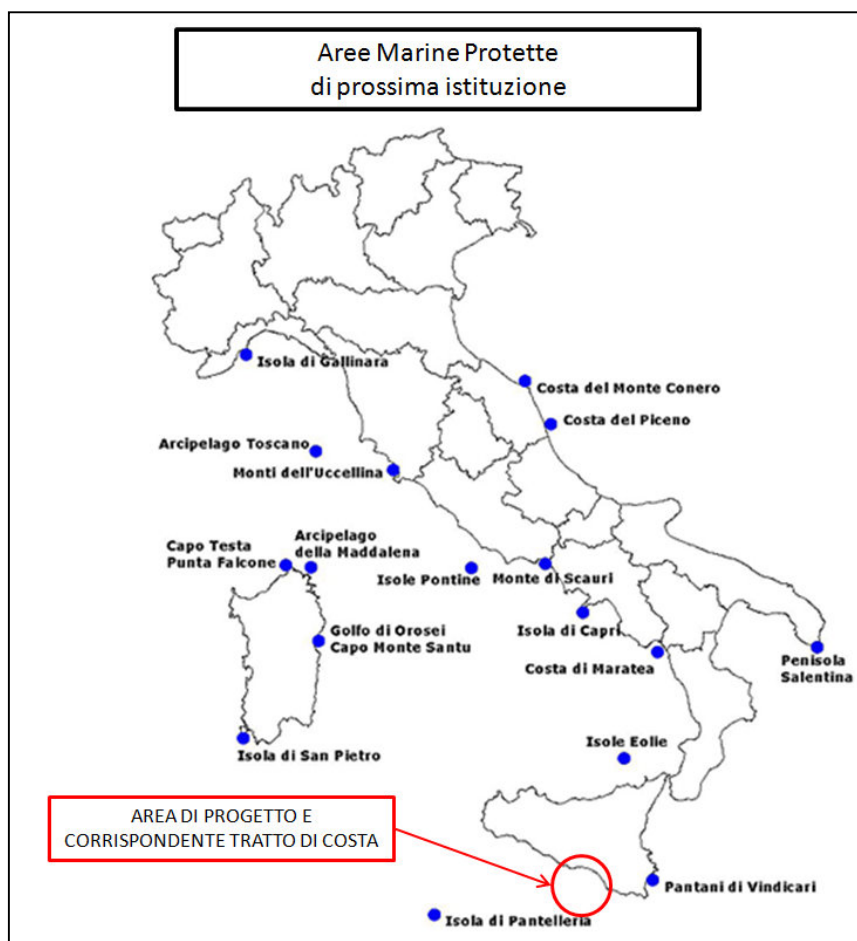 Aree Marine Protette
di prossima istituzione
Isola di Gallinara
Costa del Monte Conero
Costa del Piceno
Arcipelago Toscano
Monti dell'Uccellina
Capo Testa
Punta Falcone
Arcipelago
della Maddalena
Isole Pontine
Monte di Scauri
Golfo di Orosei
Capo Monte Santu
Isola di Capri
Costa di Maratea
Penisola
Salentina
Isola di San Pietro
Isole Eolie
AREA DI PROGETTO E
CORRISPONDENTE TRATTO DI COSTA
Pantani di Vindicari
Isola di Pantelleria